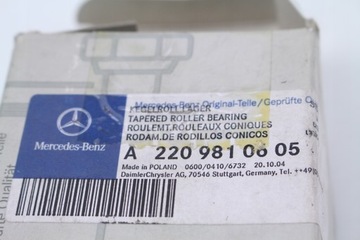 Mercedes-Benz Original-Teile/Geprüfte
KEGELROLLLAGER
TAPERED ROLLER BEARING
ROULEMT.ROULEAUX CONIQUES
RODAM.DE RODILLOS CONICOS
Mercedes-Benz
A 220 981 06 05
Made in POLAND 0600/0410/6732 20.10.04
DaimlerChrysler AG, 70546 Stuttgart, Germany, Tel.